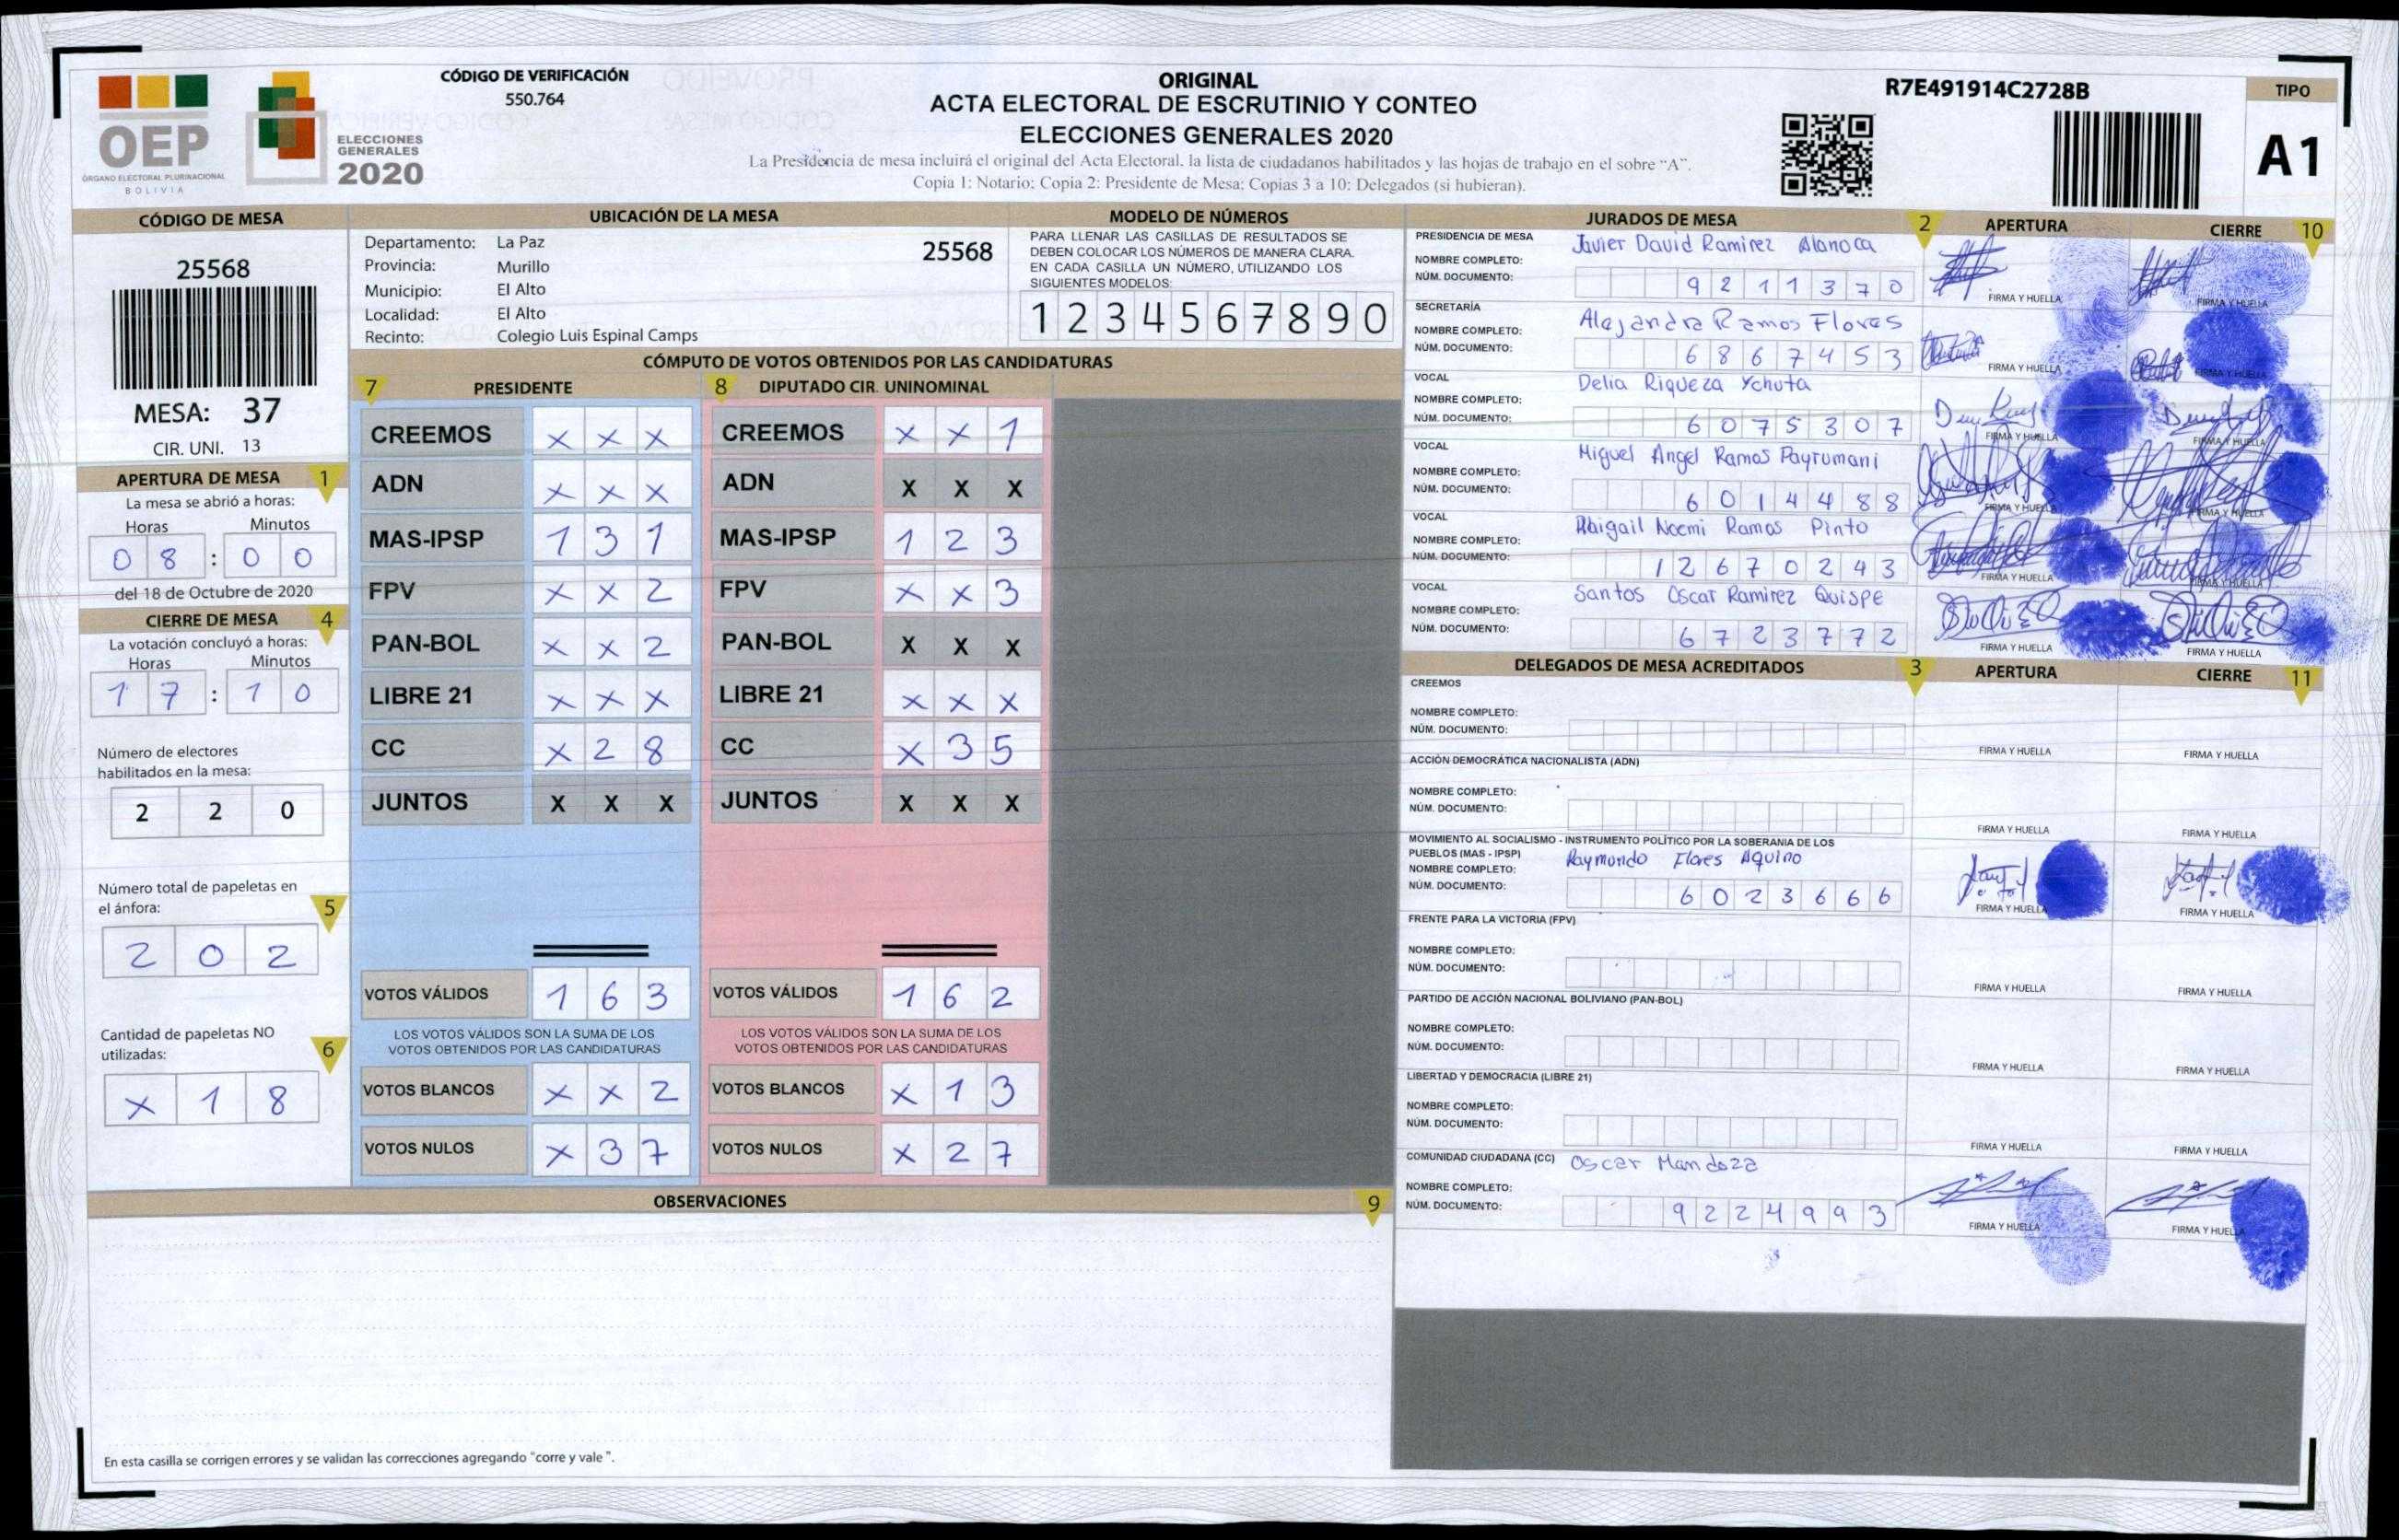 CÓDIGO DE VERIFICACIÓN
550.764
ORIGINAL
ACTA ELECTORAL DE ESCRUTINIO Y CONTEO
ELECCIONES GENERALES 2020
La Presidencia de mesa incluirá el original del Acta Electoral. la lista de ciudadanos habilitados y las hojas de trabajo en el sobre "A".
Copia 1: Notario; Copia 2: Presidente de Mesa; Copias 3 a 10: Delegados (si hubieran).
R7E491914C2728B
TIPO
A1
OEP
ÓRGANO ELECTORAL PLURINACIONAL
BOLIVIA
ELECCIONES
GENERALES
2020
CÓDIGO DE MESA
25568
MESA: 37
CIR. UNI. 13
APERTURA DE MESA 1
La mesa se abrió a horas:
Horas Minutos
0 8 : 0 0
del 18 de Octubre de 2020
CIERRE DE MESA 4
La votación concluyó a horas:
Horas Minutos
1 7 : 1 0
Número de electores
habilitados en la mesa:
2 2 0
Número total de papeletas en
el ánfora: 5
2 0 2
Cantidad de papeletas NO
utilizadas: 6
X 1 8
UBICACIÓN DE LA MESA
Departamento: La Paz 25568
Provincia: Murillo
Municipio: El Alto
Localidad: El Alto
Recinto: Colegio Luis Espinal Camps
MODELO DE NÚMEROS
PARA LLENAR LAS CASILLAS DE RESULTADOS SE
DEBEN COLOCAR LOS NÚMEROS DE MANERA CLARA.
EN CADA CASILLA UN NÚMERO, UTILIZANDO LOS
SIGUIENTES MODELOS:
1 2 3 4 5 6 7 8 9 0
CÓMPUTO DE VOTOS OBTENIDOS POR LAS CANDIDATURAS
7 PRESIDENTE 8 DIPUTADO CIR. UNINOMINAL
CREEMOS X X X CREEMOS X X 1
ADN X X X ADN X X X
MAS-IPSP 1 3 1 MAS-IPSP 1 2 3
FPV X X 2 FPV X X 3
PAN-BOL X X 2 PAN-BOL X X X
LIBRE 21 X X X LIBRE 21 X X X
CC X 2 8 CC X 3 5
JUNTOS X X X JUNTOS X X X
VOTOS VÁLIDOS 1 6 3 VOTOS VÁLIDOS 1 6 2
LOS VOTOS VÁLIDOS SON LA SUMA DE LOS LOS VOTOS VÁLIDOS SON LA SUMA DE LOS
VOTOS OBTENIDOS POR LAS CANDIDATURAS VOTOS OBTENIDOS POR LAS CANDIDATURAS
VOTOS BLANCOS X X 2 VOTOS BLANCOS X 1 3
VOTOS NULOS X 3 7 VOTOS NULOS X 2 7
OBSERVACIONES 9
En esta casilla se corrigen errores y se validan las correcciones agregando "corre y vale".
JURADOS DE MESA 2 APERTURA CIERRE 10
PRESIDENCIA DE MESA Javier David Ramirez Alanoca
NOMBRE COMPLETO:
NÚM. DOCUMENTO: 9 2 1 1 3 7 0
FIRMA Y HUELLA FIRMA Y HUELLA
SECRETARÍA
NOMBRE COMPLETO: Alejandra Ramos Flores
NÚM. DOCUMENTO: 6 8 6 7 4 5 3
FIRMA Y HUELLA FIRMA Y HUELLA
VOCAL Delia Riqueza Ychuta
NOMBRE COMPLETO:
NÚM. DOCUMENTO: 6 0 7 5 3 0 7
FIRMA Y HUELLA FIRMA Y HUELLA
VOCAL Miguel Angel Ramos Payrumani
NOMBRE COMPLETO:
NÚM. DOCUMENTO: 6 0 1 4 4 8 8
FIRMA Y HUELLA FIRMA Y HUELLA
VOCAL Abigail Noemi Ramos Pinto
NOMBRE COMPLETO:
NÚM. DOCUMENTO: 1 2 6 7 0 2 4 3
FIRMA Y HUELLA FIRMA Y HUELLA
VOCAL Santos Oscar Ramirez Quispe
NOMBRE COMPLETO:
NÚM. DOCUMENTO: 6 7 2 3 7 7 2
FIRMA Y HUELLA FIRMA Y HUELLA
DELEGADOS DE MESA ACREDITADOS 3 APERTURA CIERRE 11
CREEMOS
NOMBRE COMPLETO:
NÚM. DOCUMENTO:
FIRMA Y HUELLA FIRMA Y HUELLA
ACCIÓN DEMOCRÁTICA NACIONALISTA (ADN)
NOMBRE COMPLETO:
NÚM. DOCUMENTO:
FIRMA Y HUELLA FIRMA Y HUELLA
MOVIMIENTO AL SOCIALISMO - INSTRUMENTO POLÍTICO POR LA SOBERANIA DE LOS
PUEBLOS (MAS - IPSP) Raymundo Flores Aquino
NOMBRE COMPLETO:
NÚM. DOCUMENTO: 6 0 2 3 6 6 6
FIRMA Y HUELLA FIRMA Y HUELLA
FRENTE PARA LA VICTORIA (FPV)
NOMBRE COMPLETO:
NÚM. DOCUMENTO:
FIRMA Y HUELLA FIRMA Y HUELLA
PARTIDO DE ACCIÓN NACIONAL BOLIVIANO (PAN-BOL)
NOMBRE COMPLETO:
NÚM. DOCUMENTO:
FIRMA Y HUELLA FIRMA Y HUELLA
LIBERTAD Y DEMOCRACIA (LIBRE 21)
NOMBRE COMPLETO:
NÚM. DOCUMENTO:
FIRMA Y HUELLA FIRMA Y HUELLA
COMUNIDAD CIUDADANA (CC) Oscar Mandoza
NOMBRE COMPLETO:
NÚM. DOCUMENTO: 9 2 2 4 9 9 3
FIRMA Y HUELLA FIRMA Y HUELLA